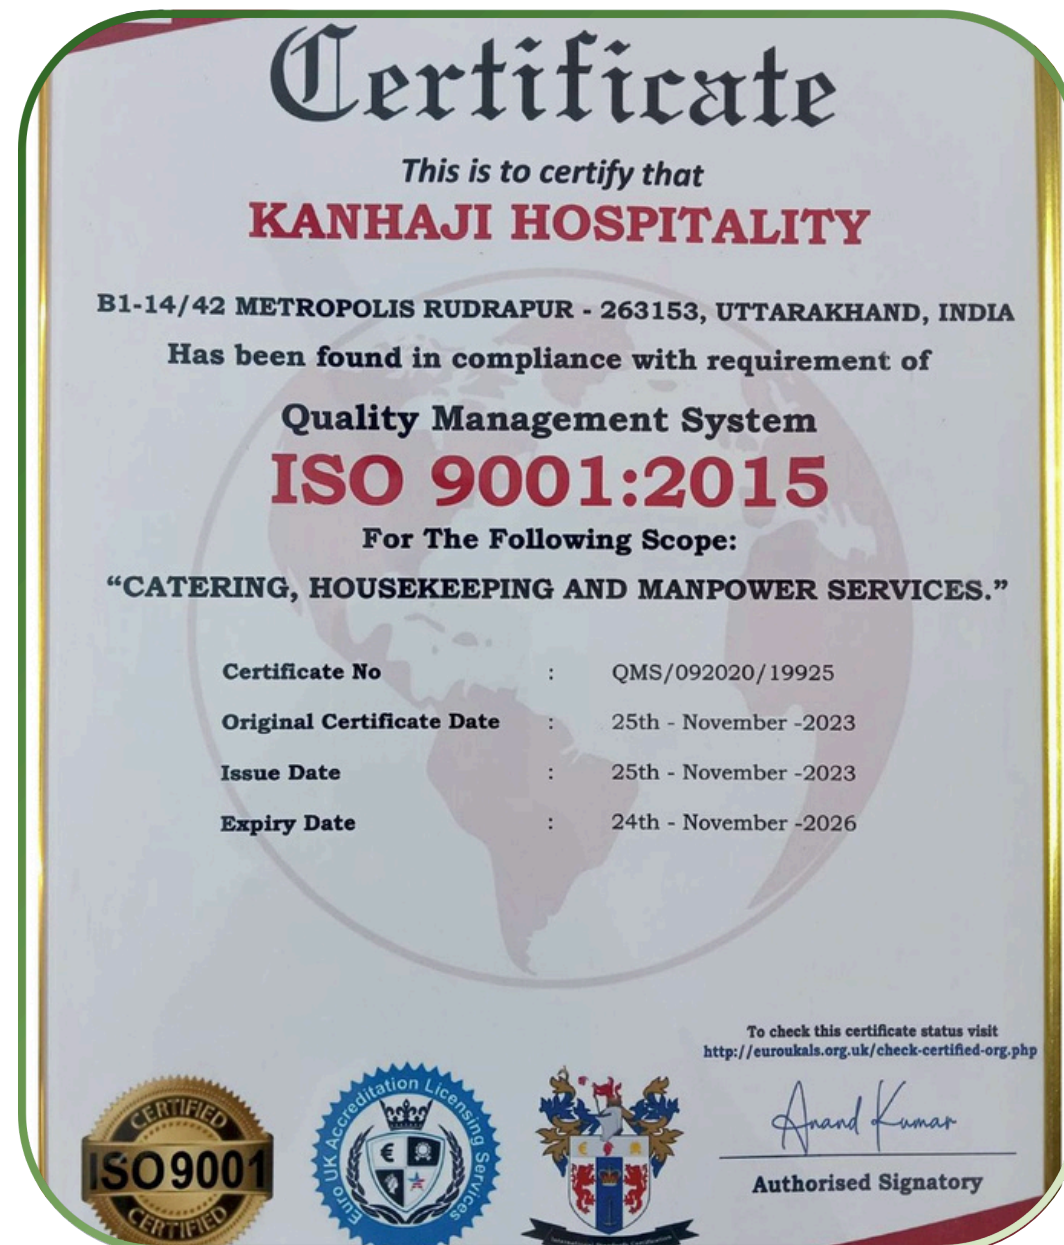 Certificate
This is to certify that
KANHAJI HOSPITALITY
B1-14/42 METROPOLIS RUDRAPUR - 263153, UTTARAKHAND, INDIA
Has been found in compliance with requirement of
Quality Management System
ISO 9001:2015
For The Following Scope:
“CATERING, HOUSEKEEPING AND MANPOWER SERVICES.”
Certificate No : QMS/092020/19925
Original Certificate Date : 25th - November -2023
Issue Date : 25th - November -2023
Expiry Date : 24th - November -2026
To check this certificate status visit
http://euroukals.org.uk/check-certified-org.php
Anand Kumar
Authorised Signatory
CERTIFIED
ISO 9001
CERTIFIED
Euro UK Accreditation Licensing Services